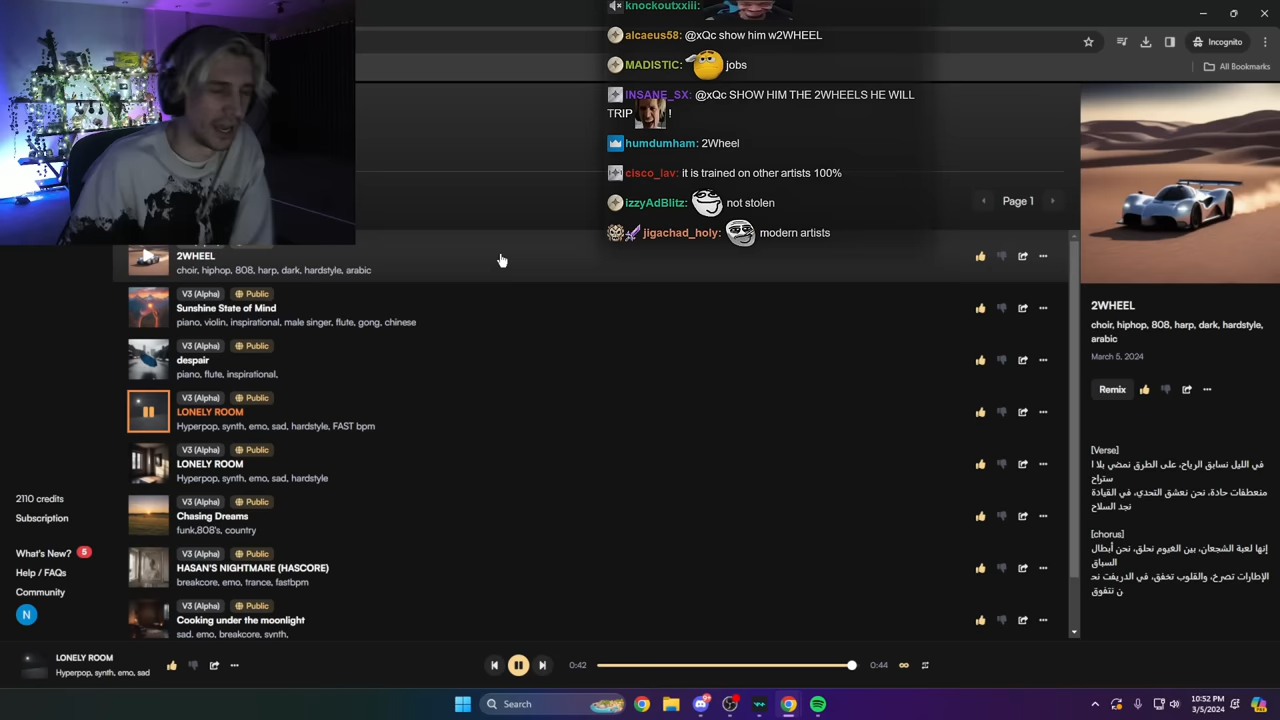 knockoutxxiii:
alcaeus58: @xQc show him w2WHEEL
MADISTIC: jobs
INSANE_SX: @xQc SHOW HIM THE 2WHEELS HE WILL
TRIP !
humdumham: 2Wheel
cisco_lav: it is trained on other artists 100%
izzyAdBlitz: not stolen
jigachad_holy: modern artists
Incognito
All Bookmarks
Page 1
2WHEEL
choir, hiphop, 808, harp, dark, hardstyle, arabic
V3 (Alpha) Public
Sunshine State of Mind
piano, violin, inspirational, male singer, flute, gong, chinese
V3 (Alpha) Public
despair
piano, flute, inspirational,
V3 (Alpha) Public
LONELY ROOM
Hyperpop, synth, emo, sad, hardstyle, FAST bpm
V3 (Alpha) Public
LONELY ROOM
Hyperpop, synth, emo, sad, hardstyle
V3 (Alpha) Public
Chasing Dreams
funk,808's, country
V3 (Alpha) Public
HASAN'S NIGHTMARE (HASCORE)
breakcore, emo, trance, fastbpm
V3 (Alpha) Public
Cooking under the moonlight
sad, emo, breakcore, synth,
2110 credits
Subscription
What's New? 5
Help / FAQs
Community
N
2WHEEL
choir, hiphop, 808, harp, dark, hardstyle,
arabic
March 5, 2024
Remix
[Verse]
في الليل نسابق الرياح، على الطرق نمضي بلا ا
ستراح
منعطفات حادة، نحن نعشق التحدي، في القيادة
نجد السلاح
[chorus]
إنها لعبة الشجعان، بين الغيوم نحلق، نحن أبطال
السباق
الإطارات تصرخ، والقلوب تخفق، في الدريفت نح
ن نتفوق
LONELY ROOM
Hyperpop, synth, emo, sad
0:42
0:44
Search
10:52 PM
3/5/2024